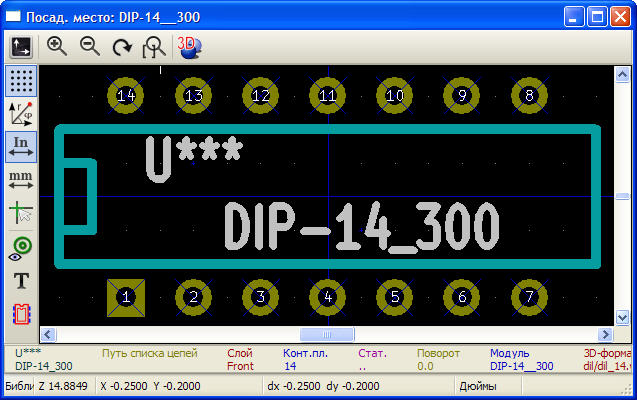 Посад. место: DIP-14__300
3D
14 13 12 11 10 9 8
In
U***
mm
DIP-14_300
T
1 2 3 4 5 6 7
U*** Путь списка цепей Слой Конт.пл. Стат. Поворот Модуль 3D-форма
DIP-14_300 Front 14 .. 0.0 DIP-14__300 dil/dil_14.
Библи Z 14.8849 X -0.2500 Y -0.2000 dx -0.2500 dy -0.2000 Дюймы